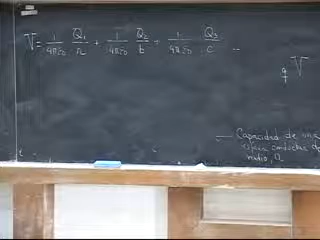 V = 1/4πε₀ Q₁/r + 1/4πε₀ Q₂/t + 1/4πε₀ Q₃/c ...
V
Capacidad de una
esfera conductora de
radio, R